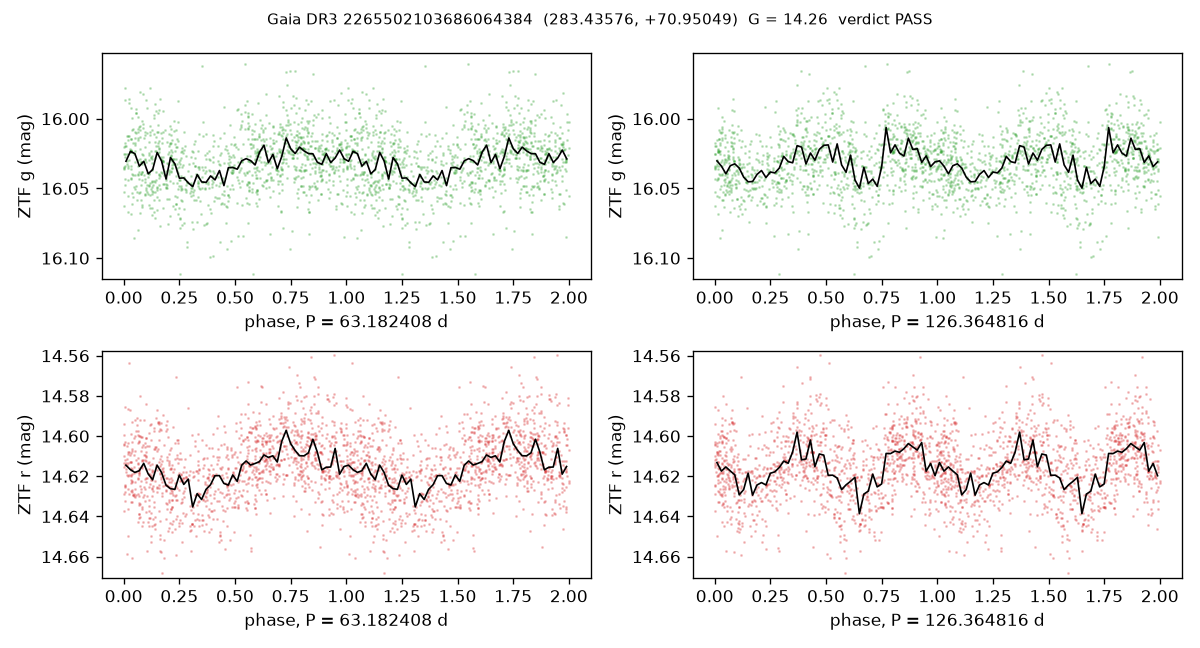 Gaia DR3 2265502103686064384 (283.43576, +70.95049) G = 14.26 verdict PASS
ZTF g (mag)
16.00
16.05
16.10
0.00 0.25 0.50 0.75 1.00 1.25 1.50 1.75 2.00
phase, P = 63.182408 d
ZTF g (mag)
16.00
16.05
16.10
0.00 0.25 0.50 0.75 1.00 1.25 1.50 1.75 2.00
phase, P = 126.364816 d
ZTF r (mag)
14.56
14.58
14.60
14.62
14.64
14.66
0.00 0.25 0.50 0.75 1.00 1.25 1.50 1.75 2.00
phase, P = 63.182408 d
ZTF r (mag)
14.56
14.58
14.60
14.62
14.64
14.66
0.00 0.25 0.50 0.75 1.00 1.25 1.50 1.75 2.00
phase, P = 126.364816 d